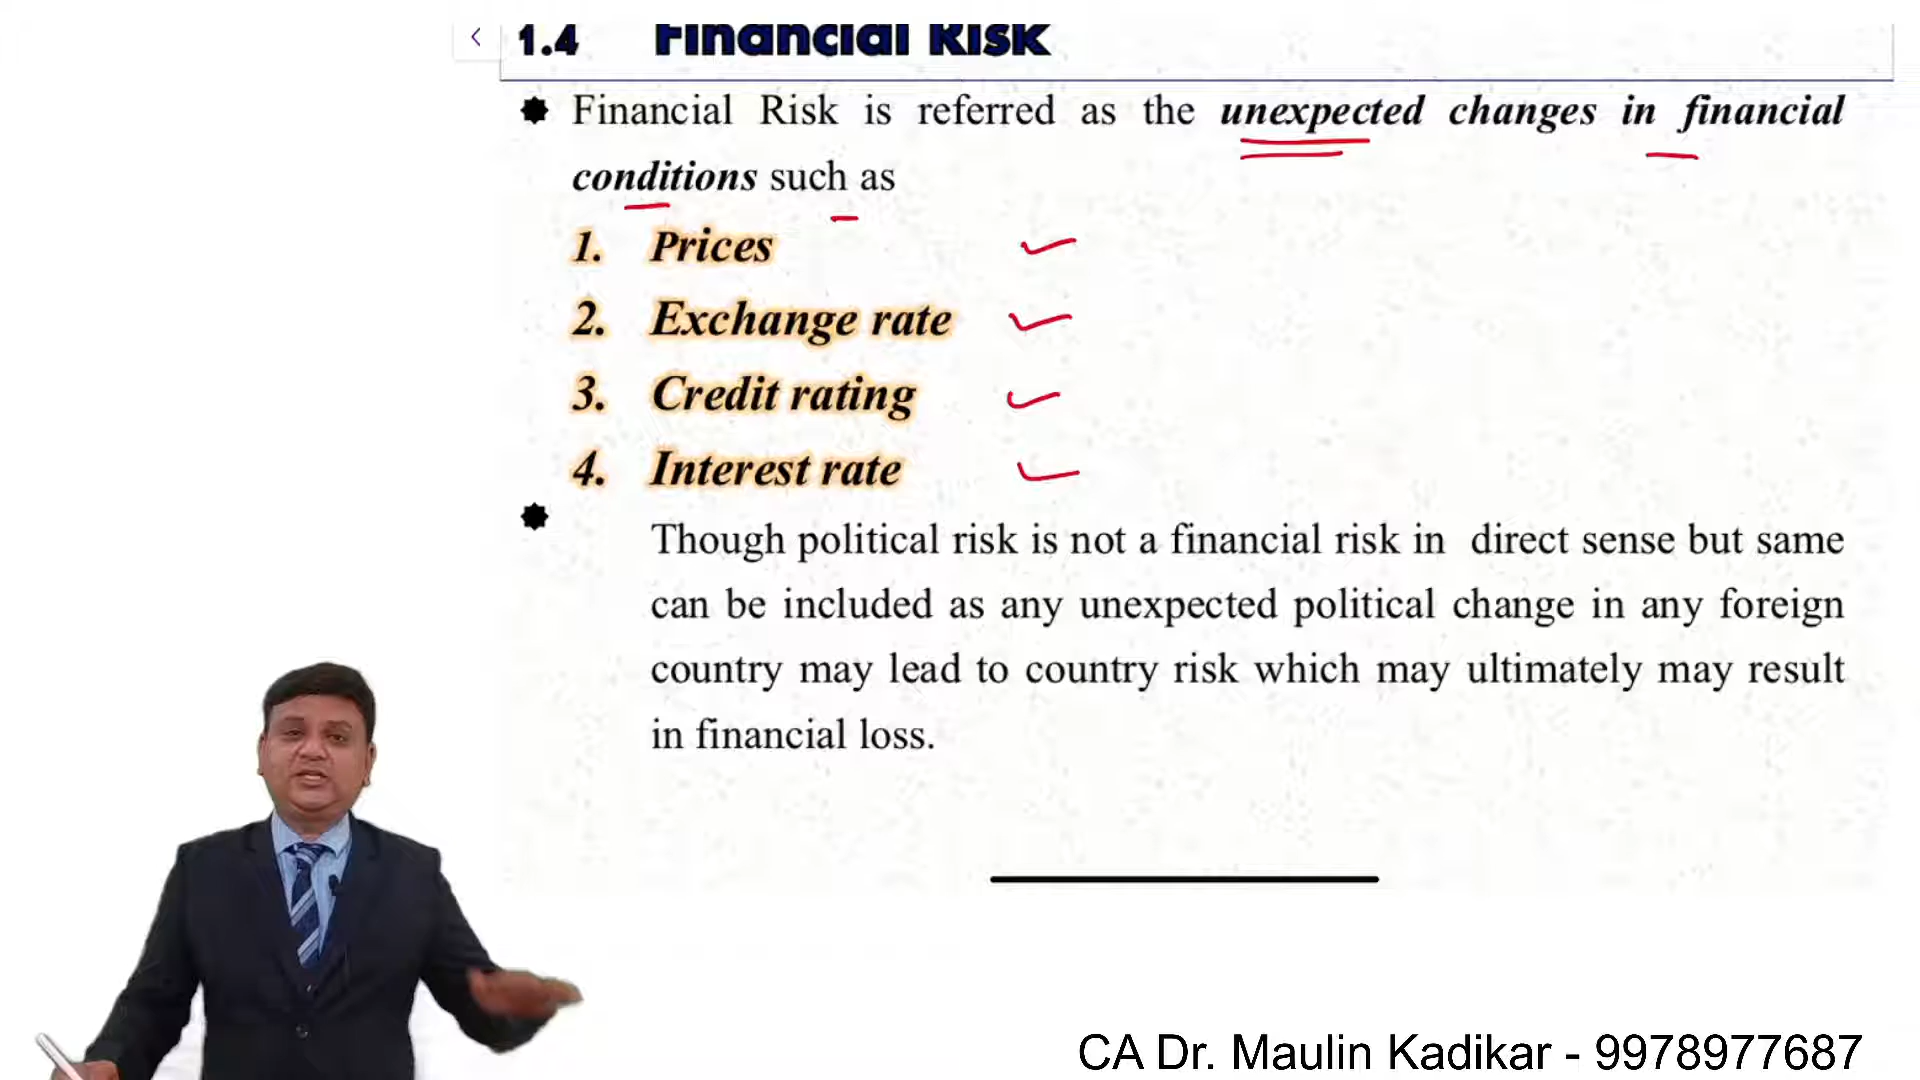 1.4 Financial Risk
Financial Risk is referred as the unexpected changes in financial
conditions such as
1. Prices
2. Exchange rate
3. Credit rating
4. Interest rate
Though political risk is not a financial risk in direct sense but same
can be included as any unexpected political change in any foreign
country may lead to country risk which may ultimately may result
in financial loss.
CA Dr. Maulin Kadikar - 9978977687